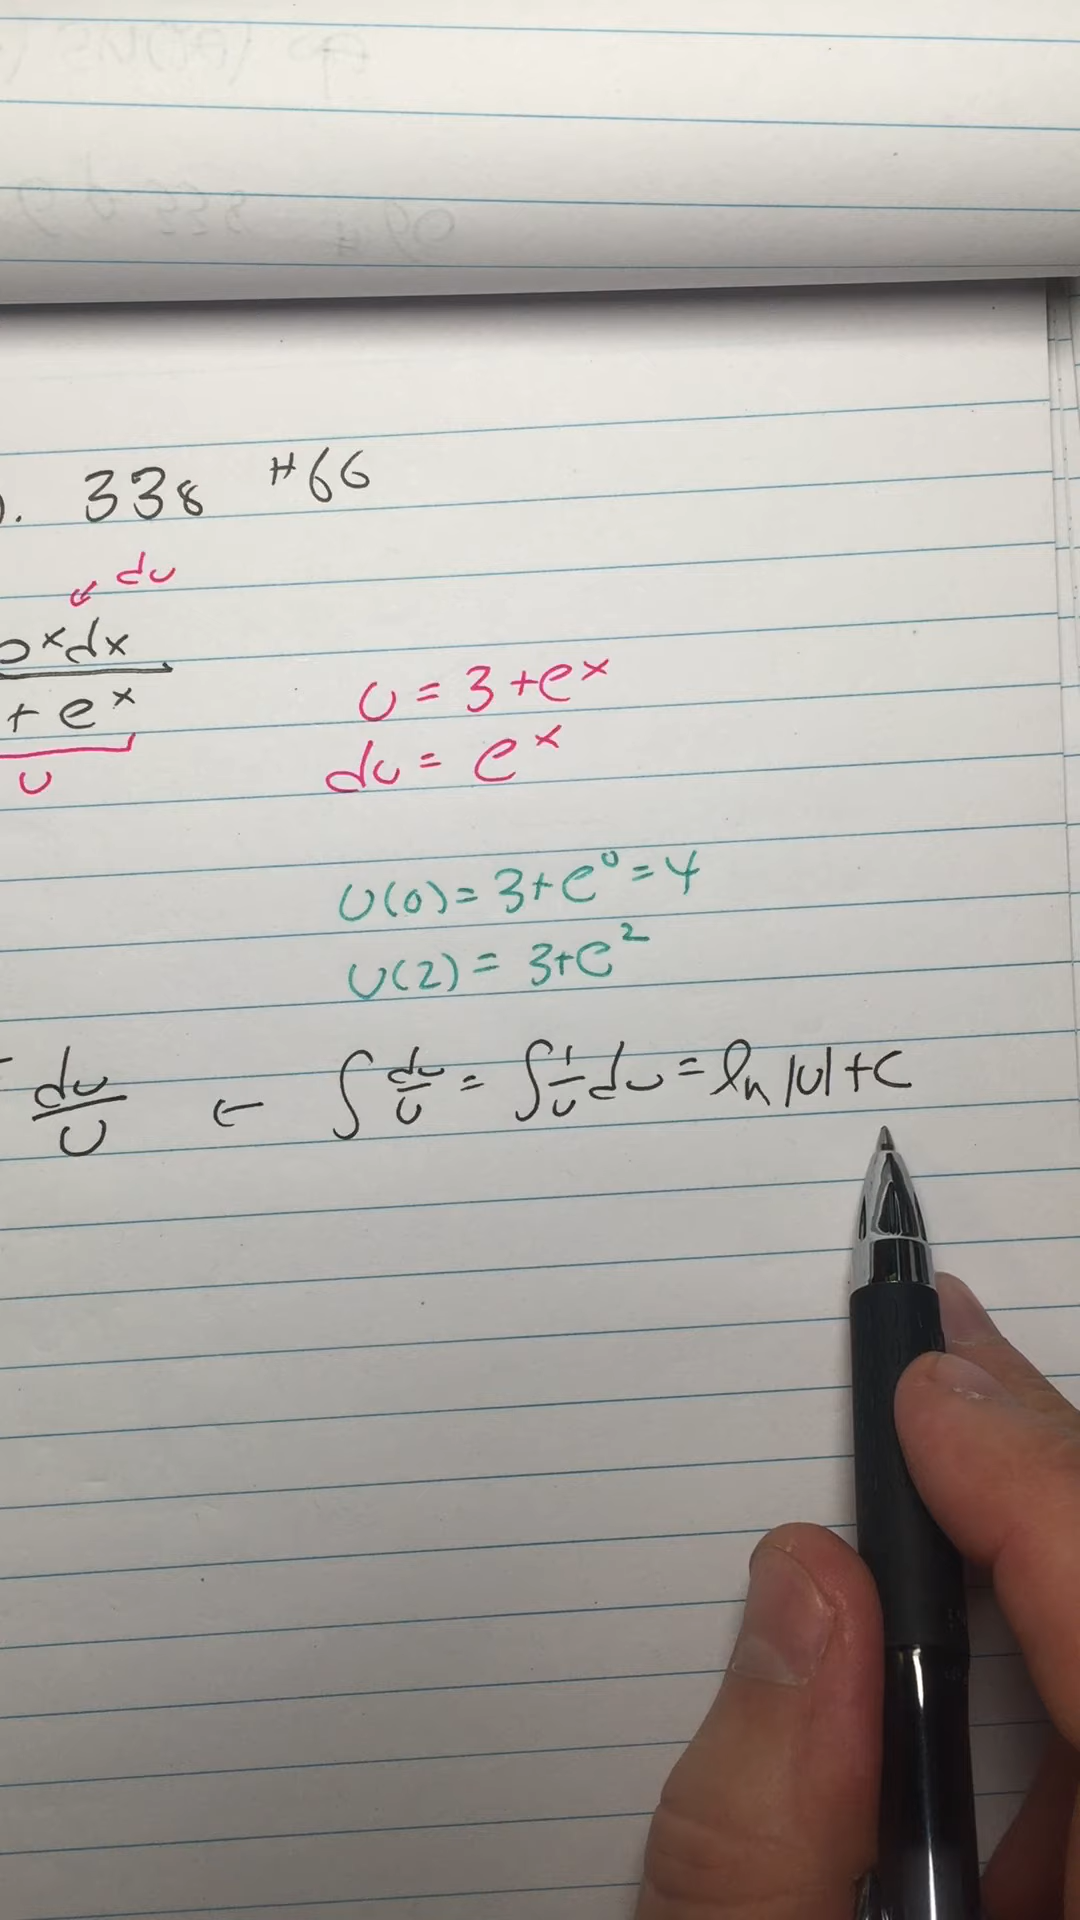 ). 338 #66
du
e^x dx
+ e^x
u
u = 3 + e^x
du = e^x
u(0) = 3 + e^0 = 4
u(2) = 3 + e^2
du/u ← ∫ du/u = ∫ 1/u du = ln |u| + C